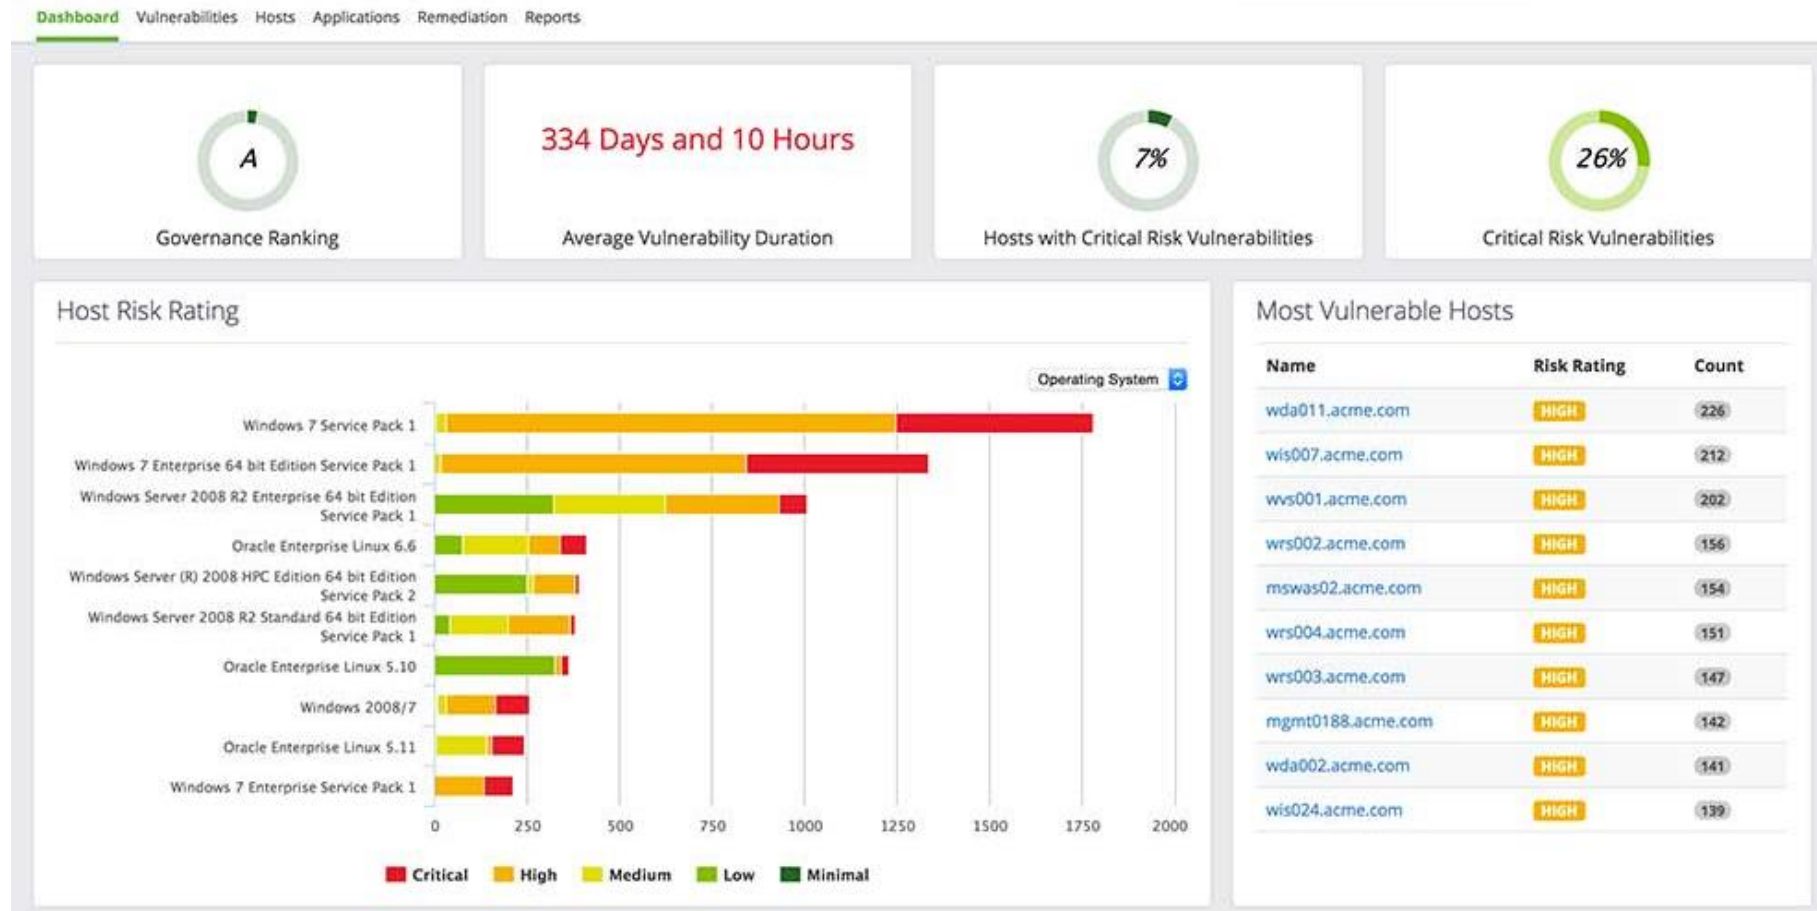 Dashboard Vulnerabilities Hosts Applications Remediation Reports
A
Governance Ranking
334 Days and 10 Hours
Average Vulnerability Duration
7%
Hosts with Critical Risk Vulnerabilities
26%
Critical Risk Vulnerabilities
Host Risk Rating
Operating System
Windows 7 Service Pack 1
Windows 7 Enterprise 64 bit Edition Service Pack 1
Windows Server 2008 R2 Enterprise 64 bit Edition
Service Pack 1
Oracle Enterprise Linux 6.6
Windows Server (R) 2008 HPC Edition 64 bit Edition
Service Pack 2
Windows Server 2008 R2 Standard 64 bit Edition
Service Pack 1
Oracle Enterprise Linux 5.10
Windows 2008/7
Oracle Enterprise Linux 5.11
Windows 7 Enterprise Service Pack 1
0 250 500 750 1000 1250 1500 1750 2000
Critical High Medium Low Minimal
Most Vulnerable Hosts
Name Risk Rating Count
wda011.acme.com HIGH 226
wis007.acme.com HIGH 212
wvs001.acme.com HIGH 202
wrs002.acme.com HIGH 156
mswas02.acme.com HIGH 154
wrs004.acme.com HIGH 151
wrs003.acme.com HIGH 147
mgmt0188.acme.com HIGH 142
wda002.acme.com HIGH 141
wis024.acme.com HIGH 139